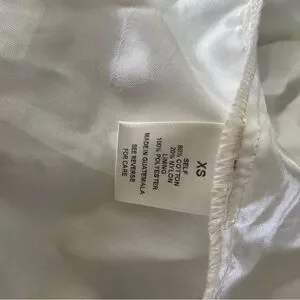 XS
SELF
80% COTTON
20% NYLON
LINING
100% POLYESTER
MADE IN GUATEMALA
SEE REVERSE
FOR CARE